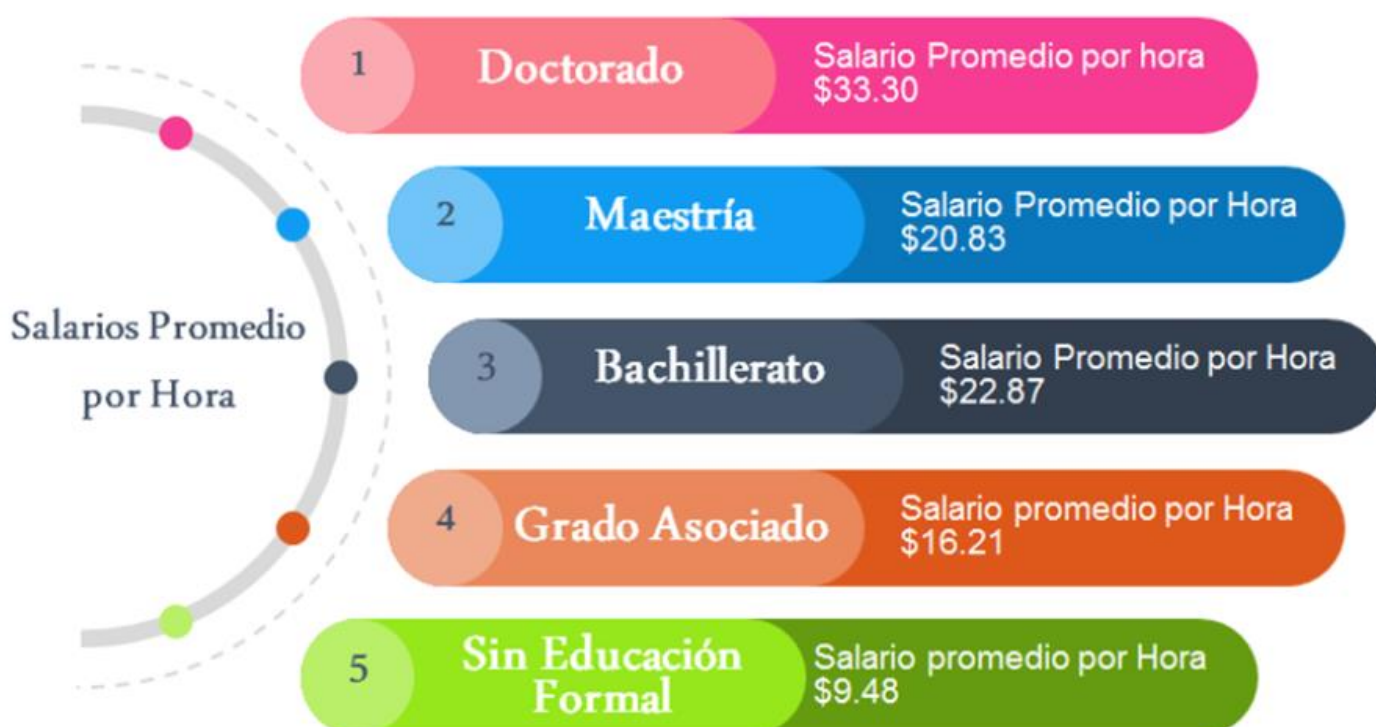 Salarios Promedio
por Hora
1
Doctorado
Salario Promedio por hora
$33.30
2
Maestría
Salario Promedio por Hora
$20.83
3
Bachillerato
Salario Promedio por Hora
$22.87
4
Grado Asociado
Salario promedio por Hora
$16.21
5
Sin Educación
Formal
Salario promedio por Hora
$9.48